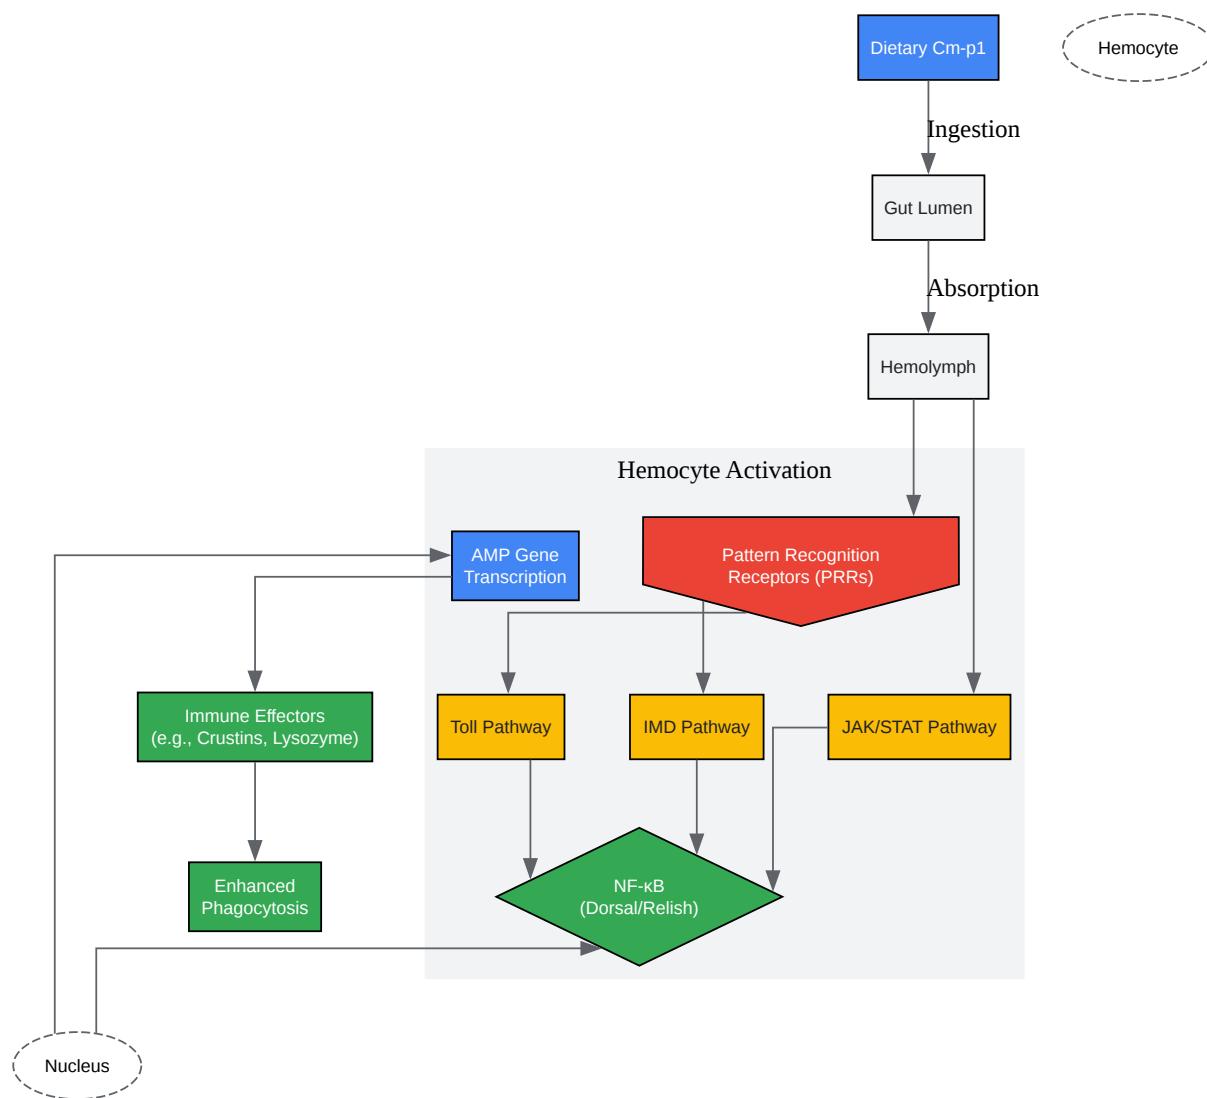 Dietary Cm-p1
Hemocyte
Ingestion
Gut Lumen
Absorption
Hemolymph
Hemocyte Activation
AMP Gene
Transcription
Pattern Recognition
Receptors (PRRs)
Immune Effectors
(e.g., Crustins, Lysozyme)
Toll Pathway
IMD Pathway
JAK/STAT Pathway
Enhanced
Phagocytosis
NF-κB
(Dorsal/Relish)
Nucleus